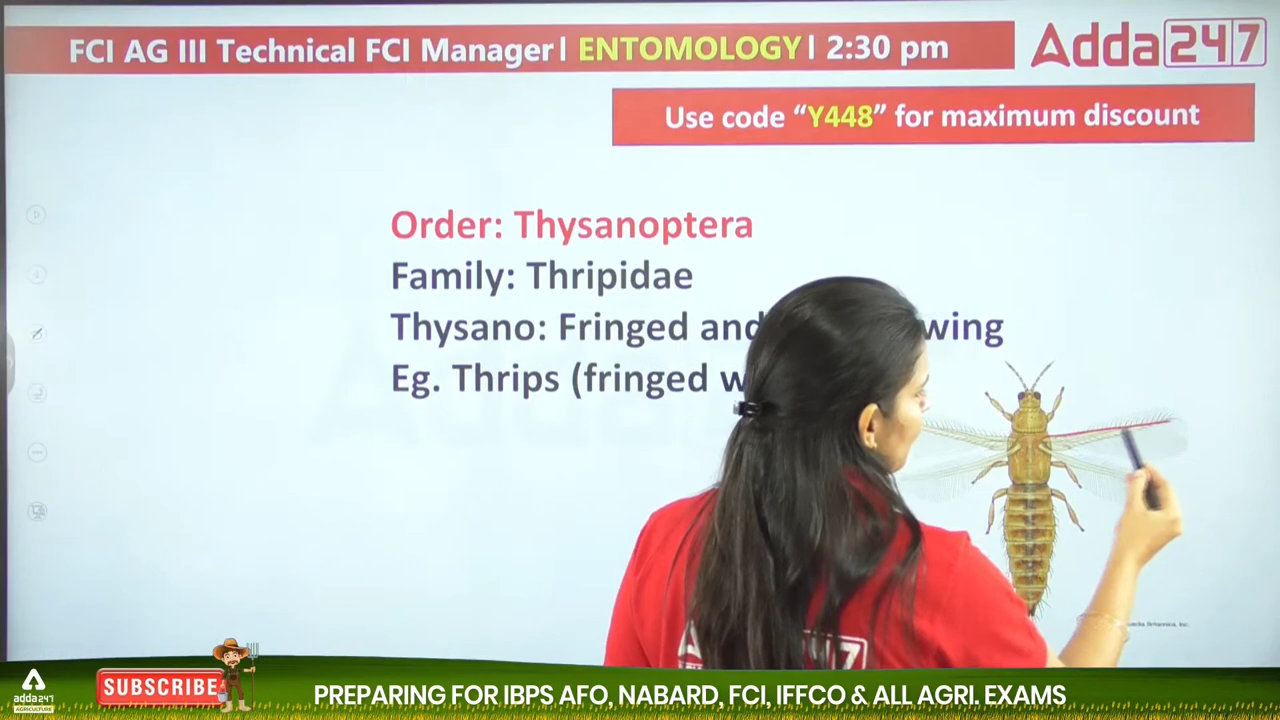 FCI AG III Technical FCI Manager| ENTOMOLOGY| 2:30 pm
Adda247
Use code “Y448” for maximum discount
Order: Thysanoptera
Family: Thripidae
Thysano: Fringed and wing
Eg. Thrips (fringed
adda247
AGRICULTURE
SUBSCRIBE
PREPARING FOR IBPS AFO, NABARD, FCI, IFFCO & ALL AGRI. EXAMS